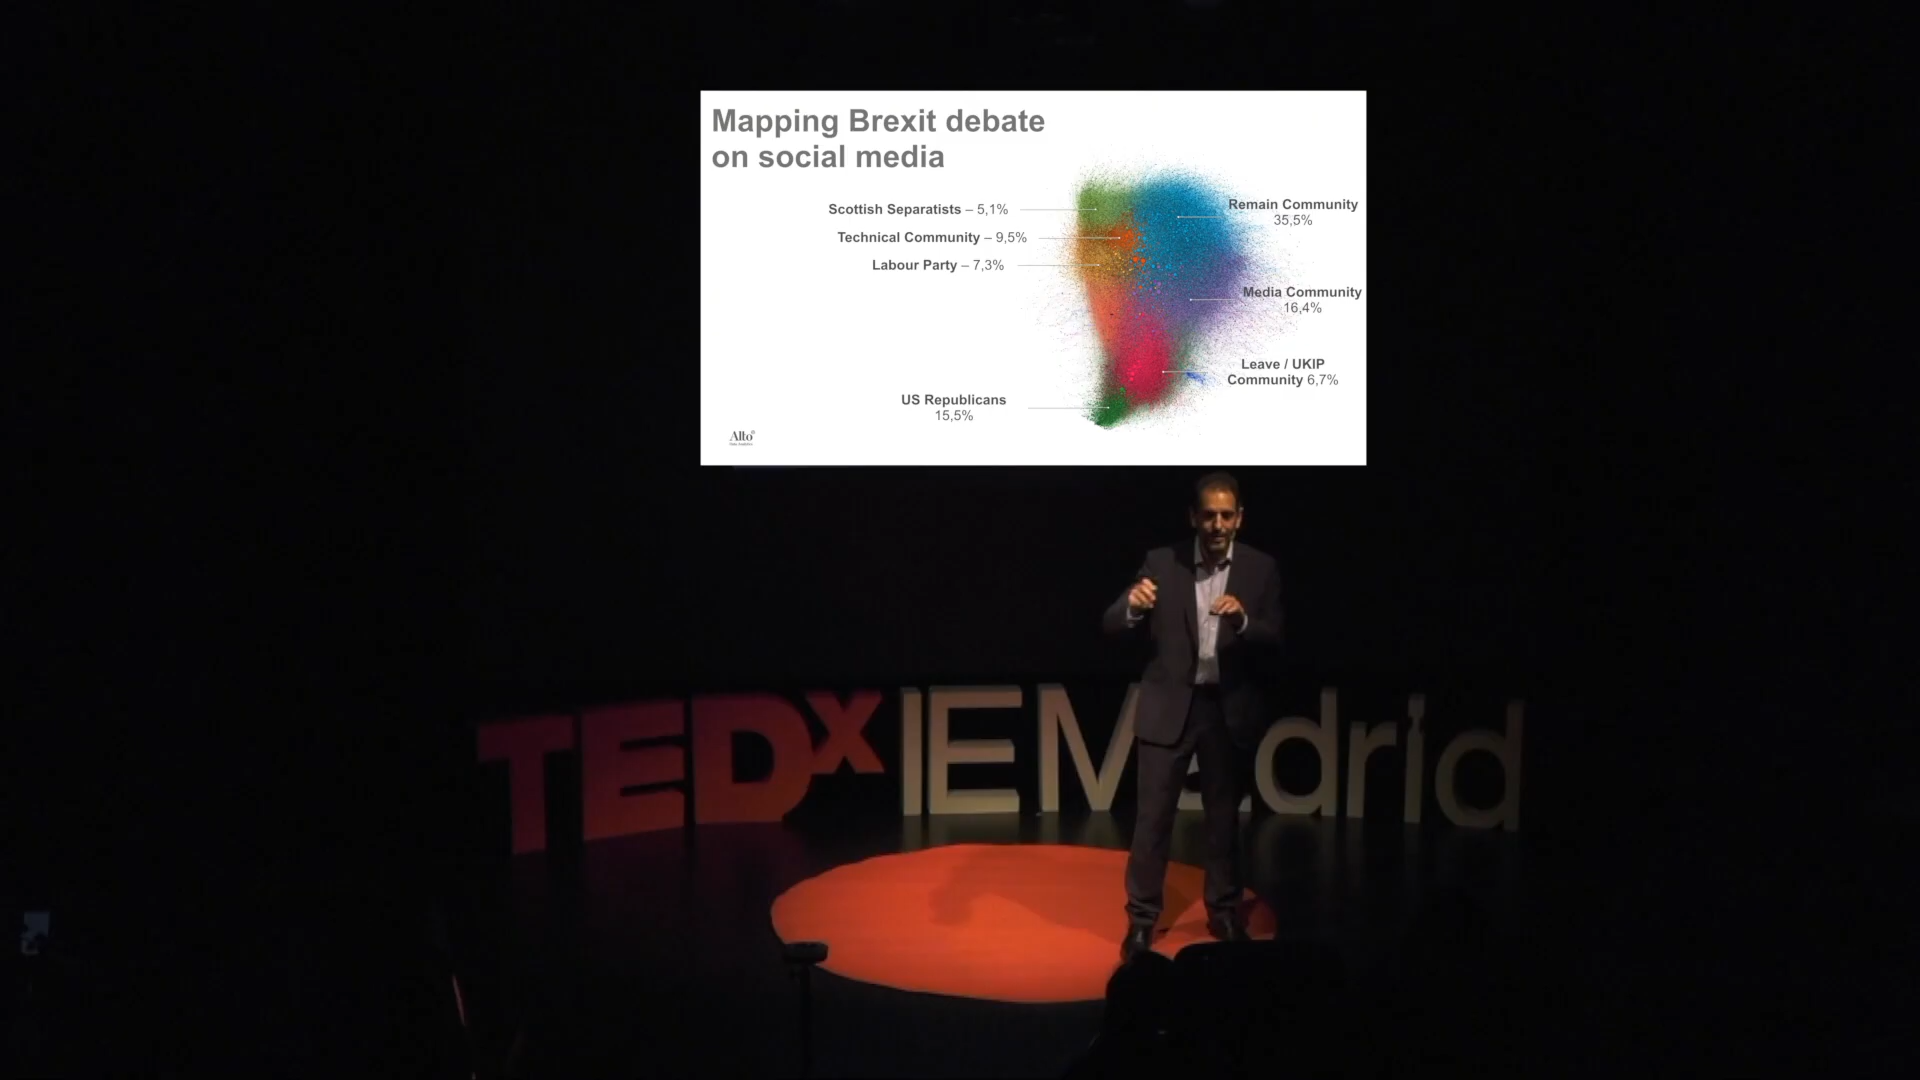 Mapping Brexit debate
on social media
Scottish Separatists – 5,1%
Technical Community – 9,5%
Labour Party – 7,3%
US Republicans
15,5%
Remain Community
35,5%
Media Community
16,4%
Leave / UKIP
Community 6,7%
Alto
TEDx IE Madrid